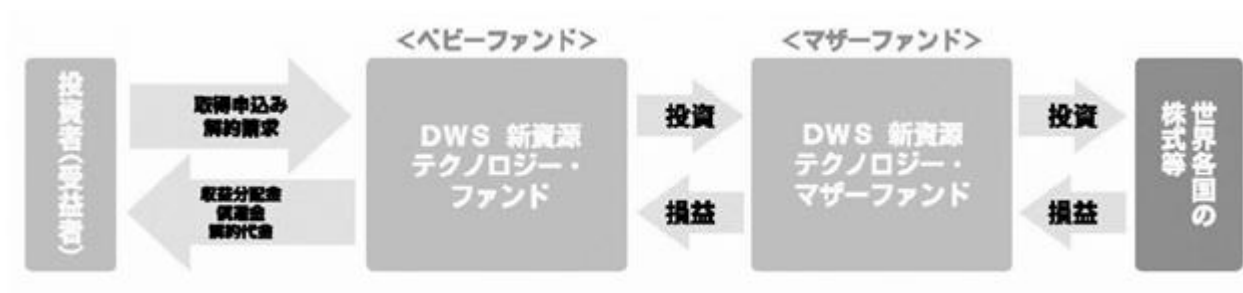 <ベビーファンド>
<マザーファンド>
投資者(受益者)
取得申込み
解約請求
収益分配金
償還金
解約代金
DWS 新資源
テクノロジー・
ファンド
投資
損益
DWS 新資源
テクノロジー・
マザーファンド
投資
損益
世界各国の
株式等